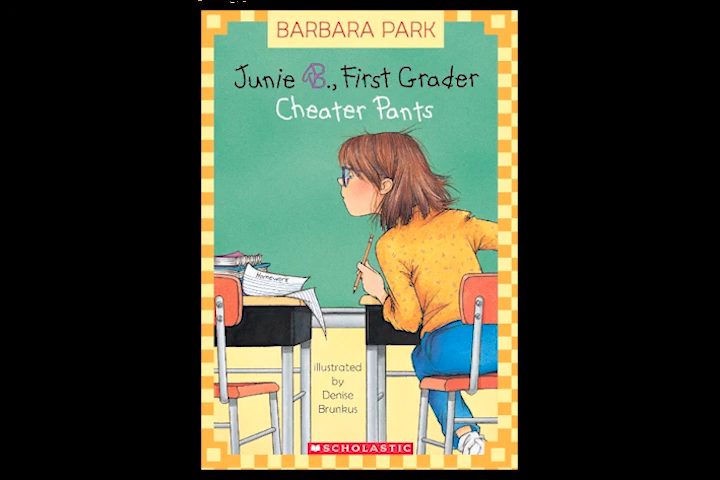 BARBARA PARK
Junie B., First Grader
Cheater Pants
Homework
illustrated
by
Denise
Brunkus
SCHOLASTIC